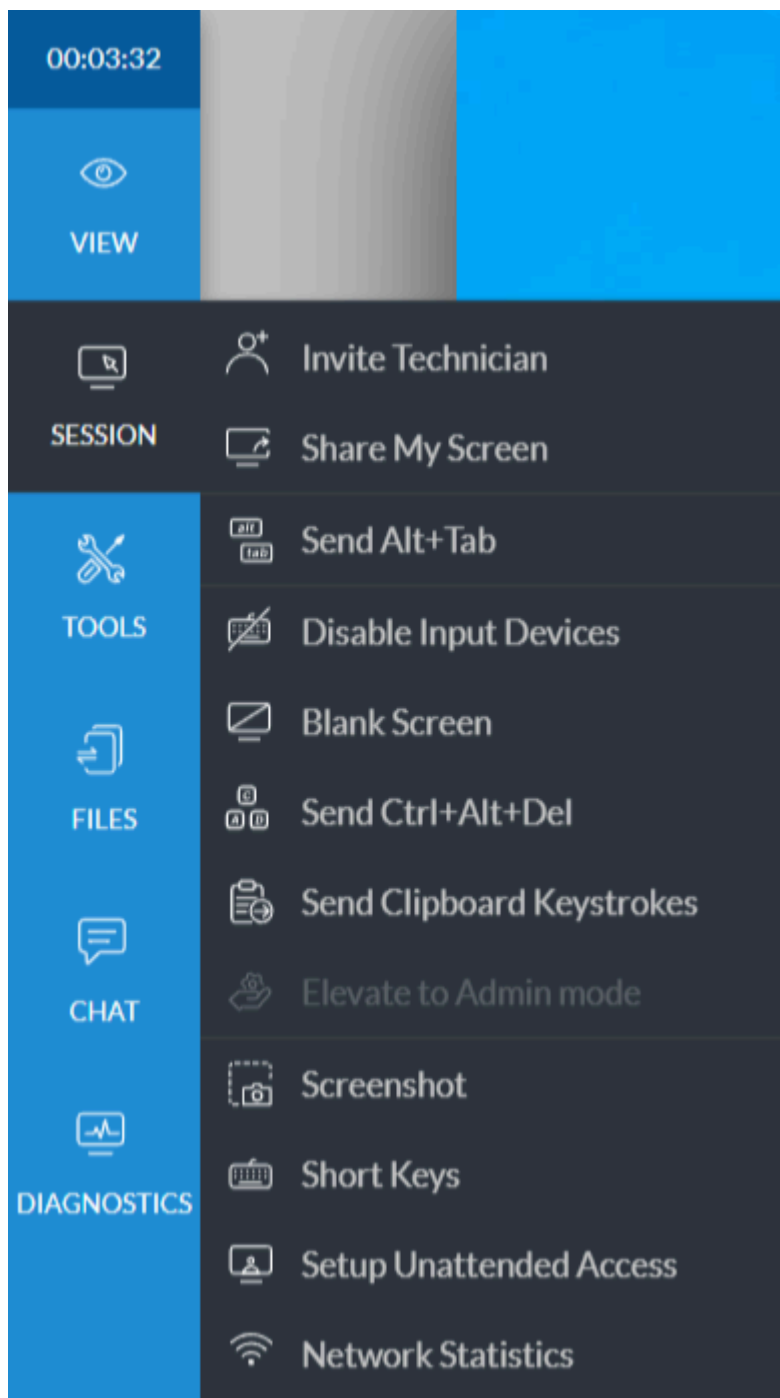 00:03:32
VIEW
SESSION
TOOLS
FILES
CHAT
DIAGNOSTICS
Invite Technician
Share My Screen
alt
tab
Send Alt+Tab
Disable Input Devices
Blank Screen
C
A D
Send Ctrl+Alt+Del
Send Clipboard Keystrokes
Elevate to Admin mode
Screenshot
Short Keys
Setup Unattended Access
Network Statistics